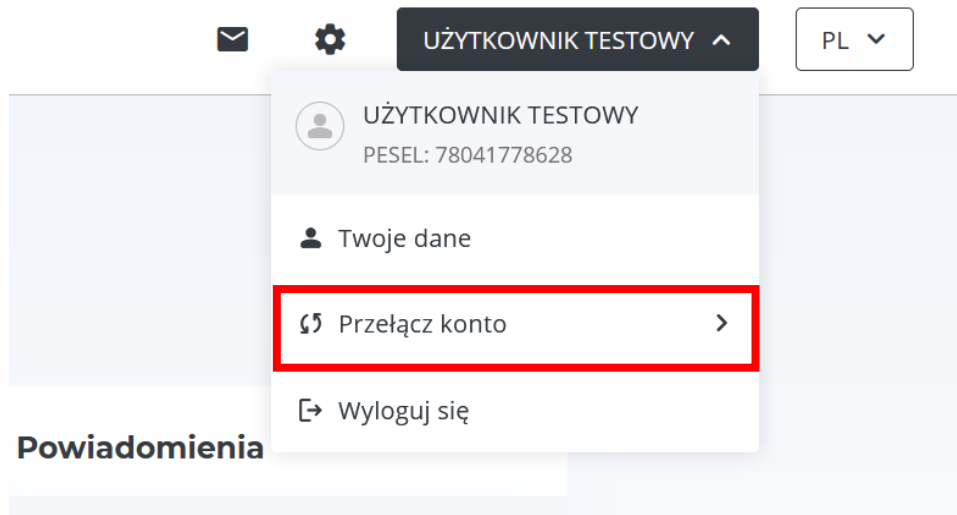 UŻYTKOWNIK TESTOWY
PL
UŻYTKOWNIK TESTOWY
PESEL: 78041778628
Twoje dane
Przełącz konto
Wyloguj się
Powiadomienia